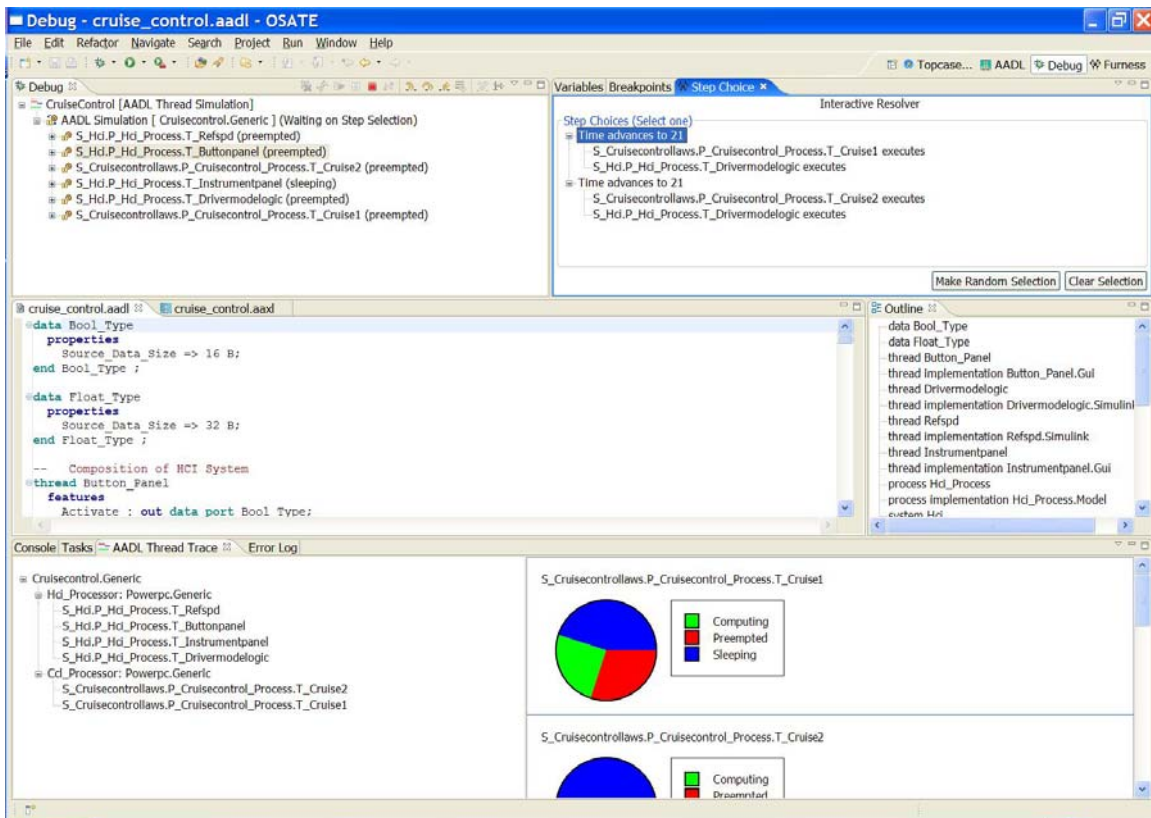 Debug - cruise_control.aadl - OSATE
File Edit Refactor Navigate Search Project Run Window Help
Topcase... AADL Debug Furness
Debug
CruiseControl [AADL Thread Simulation]
AADL Simulation [ Cruisecontrol.Generic ] (Waiting on Step Selection)
S_Hci.P_Hci_Process.T_Refspd (preempted)
S_Hci.P_Hci_Process.T_Buttonpanel (preempted)
S_Cruisecontrollaws.P_Cruisecontrol_Process.T_Cruise2 (preempted)
S_Hci.P_Hci_Process.T_Instrumentpanel (sleeping)
S_Hci.P_Hci_Process.T_Drivermodelogic (preempted)
S_Cruisecontrollaws.P_Cruisecontrol_Process.T_Cruise1 (preempted)
Variables Breakpoints Step Choice
Interactive Resolver
Step Choices (Select one)
Time advances to 21
S_Cruisecontrollaws.P_Cruisecontrol_Process.T_Cruise1 executes
S_Hci.P_Hci_Process.T_Drivermodelogic executes
Time advances to 21
S_Cruisecontrollaws.P_Cruisecontrol_Process.T_Cruise2 executes
S_Hci.P_Hci_Process.T_Drivermodelogic executes
Make Random Selection Clear Selection
cruise_control.aadl cruise_control.aaxl
data Bool_Type
properties
Source_Data_Size => 16 B;
end Bool_Type ;
data Float_Type
properties
Source_Data_Size => 32 B;
end Float_Type ;
-- Composition of HCI System
thread Button_Panel
features
Activate : out data port Bool_Type;
Outline
data Bool_Type
data Float_Type
thread Button_Panel
thread implementation Button_Panel.Gui
thread Drivermodelogic
thread implementation Drivermodelogic.Simulink
thread Refspd
thread implementation Refspd.Simulink
thread Instrumentpanel
thread implementation Instrumentpanel.Gui
process Hci_Process
process implementation Hci_Process.Model
system Hci
Console Tasks AADL Thread Trace Error Log
Cruisecontrol.Generic
Hci_Processor: Powerpc.Generic
S_Hci.P_Hci_Process.T_Refspd
S_Hci.P_Hci_Process.T_Buttonpanel
S_Hci.P_Hci_Process.T_Instrumentpanel
S_Hci.P_Hci_Process.T_Drivermodelogic
Ccl_Processor: Powerpc.Generic
S_Cruisecontrollaws.P_Cruisecontrol_Process.T_Cruise2
S_Cruisecontrollaws.P_Cruisecontrol_Process.T_Cruise1
S_Cruisecontrollaws.P_Cruisecontrol_Process.T_Cruise1
Computing
Preempted
Sleeping
S_Cruisecontrollaws.P_Cruisecontrol_Process.T_Cruise2
Computing
Preempted